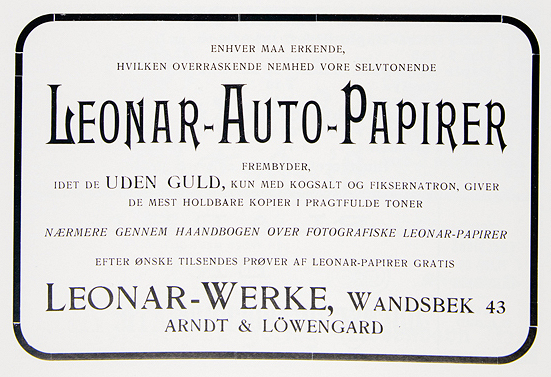 ENHVER MAA ERKENDE,
HVILKEN OVERRASKENDE NEMHED VORE SELVTONENDE
LEONAR-AUTO-PAPIRER
FREMBYDER,
IDET DE UDEN GULD, KUN MED KOGSALT OG FIKSERNATRON, GIVER
DE MEST HOLDBARE KOPIER I PRAGTFULDE TONER
NÆRMERE GENNEM HAANDBOGEN OVER FOTOGRAFISKE LEONAR-PAPIRER
EFTER ØNSKE TILSENDES PRØVER AF LEONAR-PAPIRER GRATIS
LEONAR-WERKE, WANDSBEK 43
ARNDT & LÖWENGARD